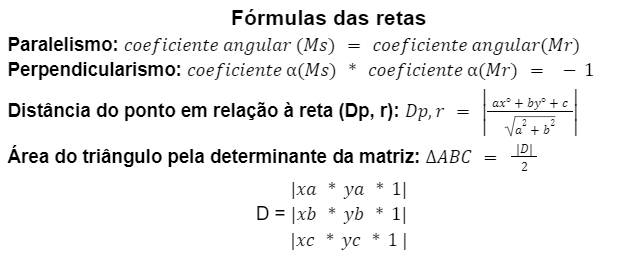 Fórmulas das retas
Paralelismo: coeficiente angular (Ms) = coeficiente angular(Mr)
Perpendicularismo: coeficiente α(Ms) * coeficiente α(Mr) = − 1
Distância do ponto em relação à reta (Dp, r): Dp, r = |(ax° + by° + c)/√(a² + b²)|
Área do triângulo pela determinante da matriz: ΔABC = |D|/2
|xa * ya * 1|
D = |xb * yb * 1|
|xc * yc * 1 |